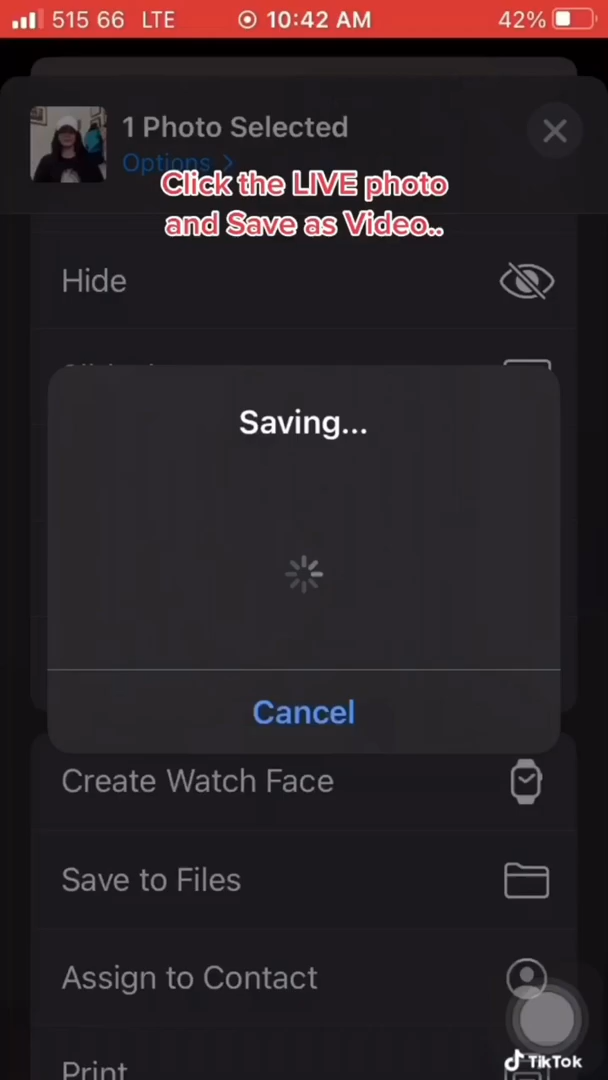 515 66 LTE 10:42 AM 42%
1 Photo Selected
Options >
Click the LIVE photo
and Save as Video..
Hide
Saving...
Cancel
Create Watch Face
Save to Files
Assign to Contact
Print
TikTok